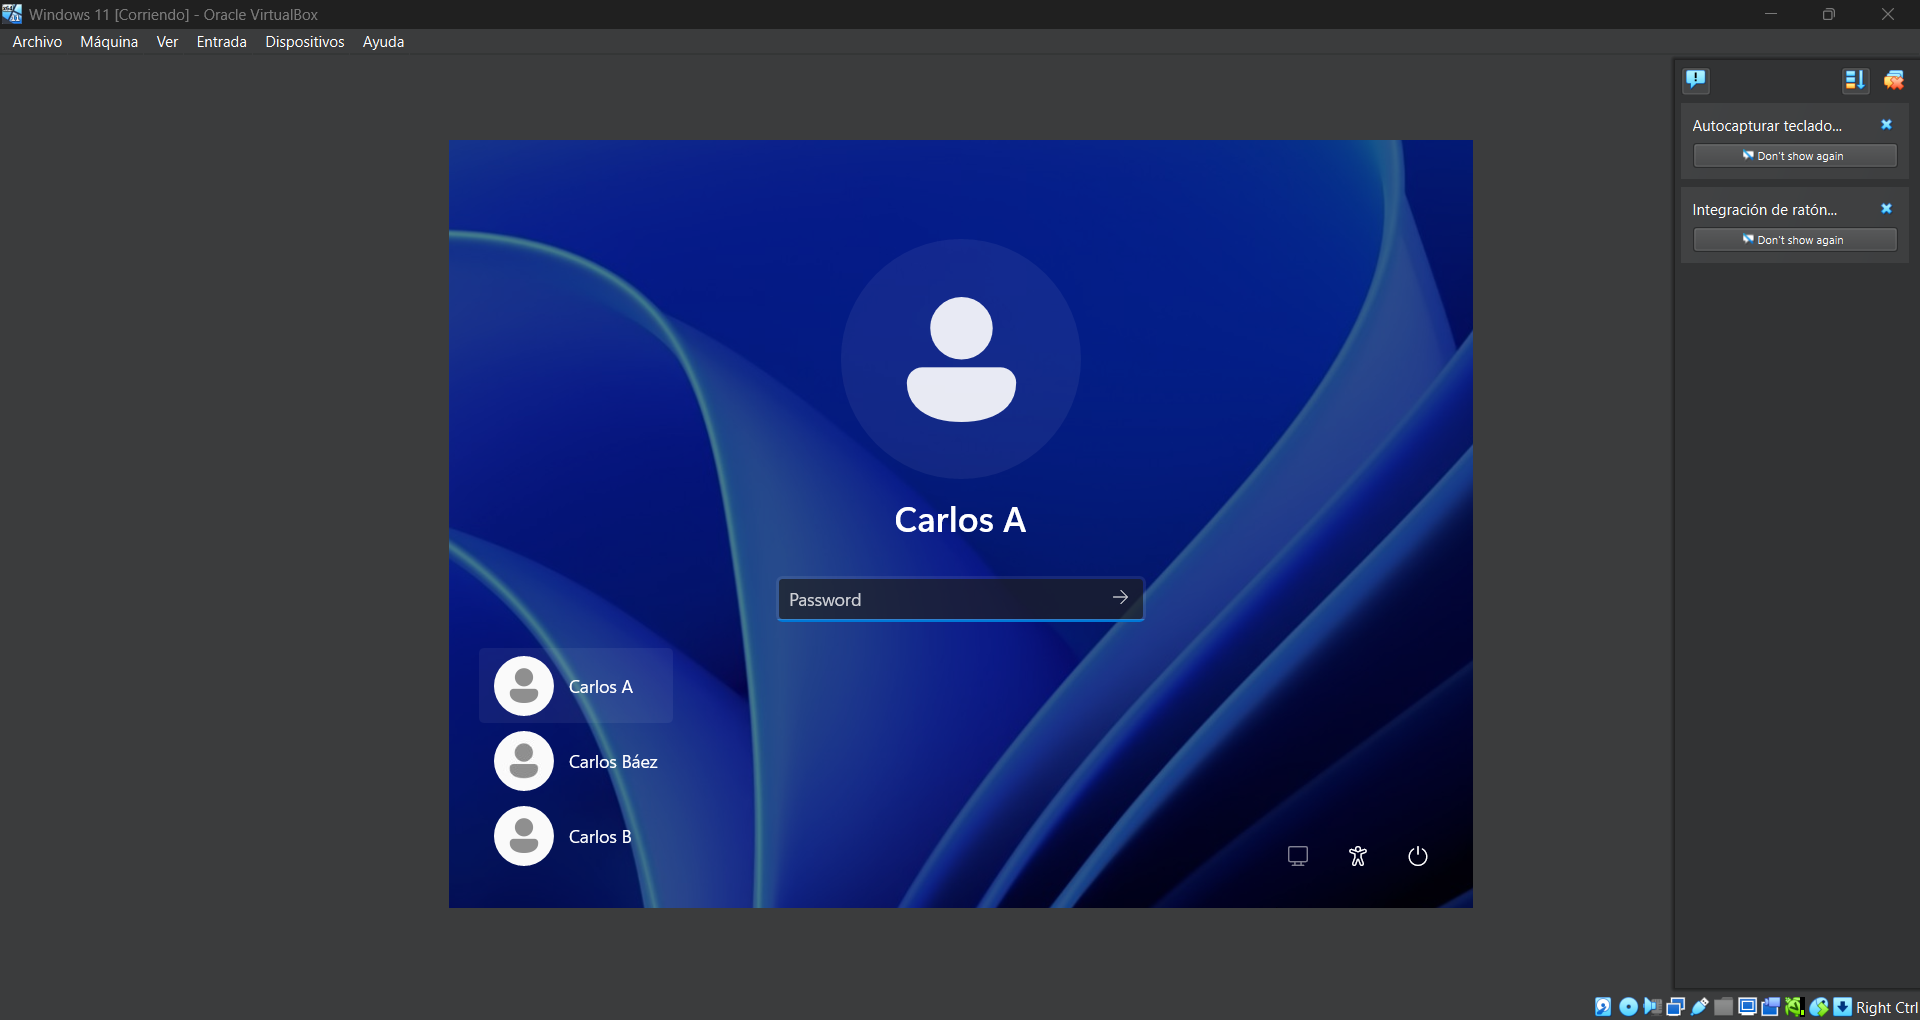 Windows 11 [Corriendo] - Oracle VirtualBox
Archivo Máquina Ver Entrada Dispositivos Ayuda
Autocapturar teclado...
Don't show again
Integración de ratón...
Don't show again
Carlos A
Password
Carlos A
Carlos Báez
Carlos B
Right Ctrl